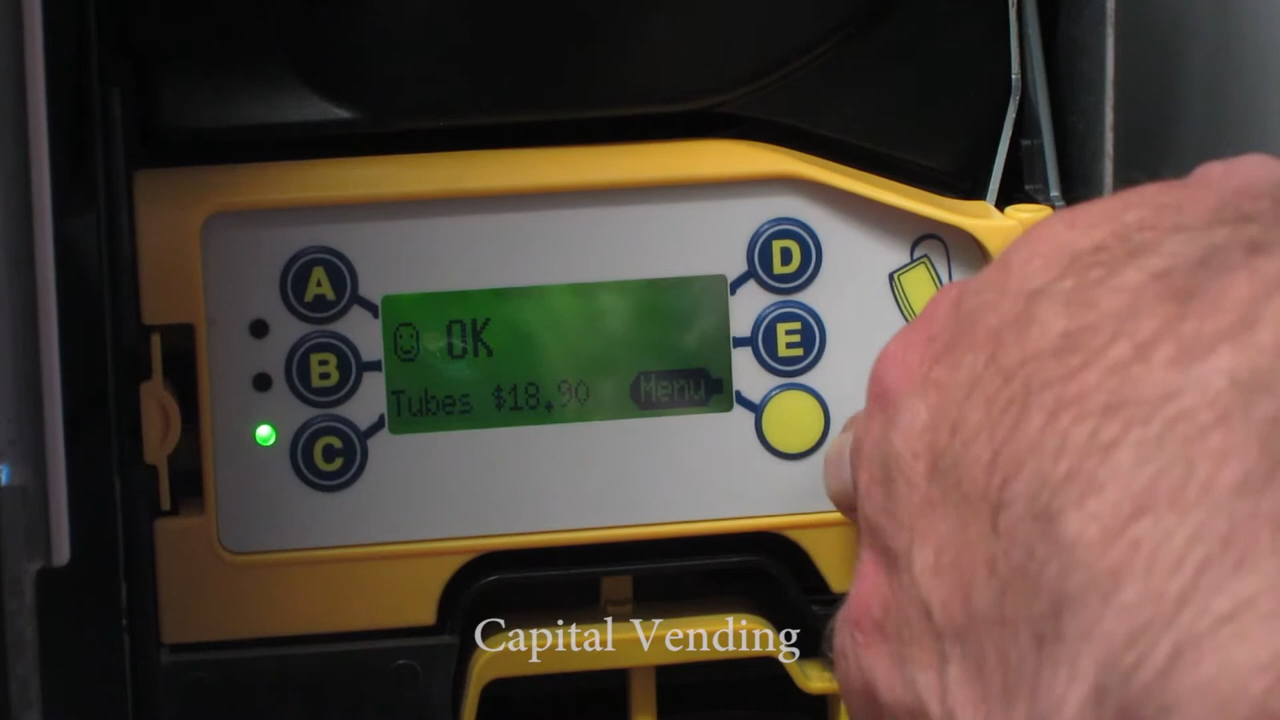 A
B
C
☺ OK
Tubes $18.90
Menu
D
E
Capital Vending